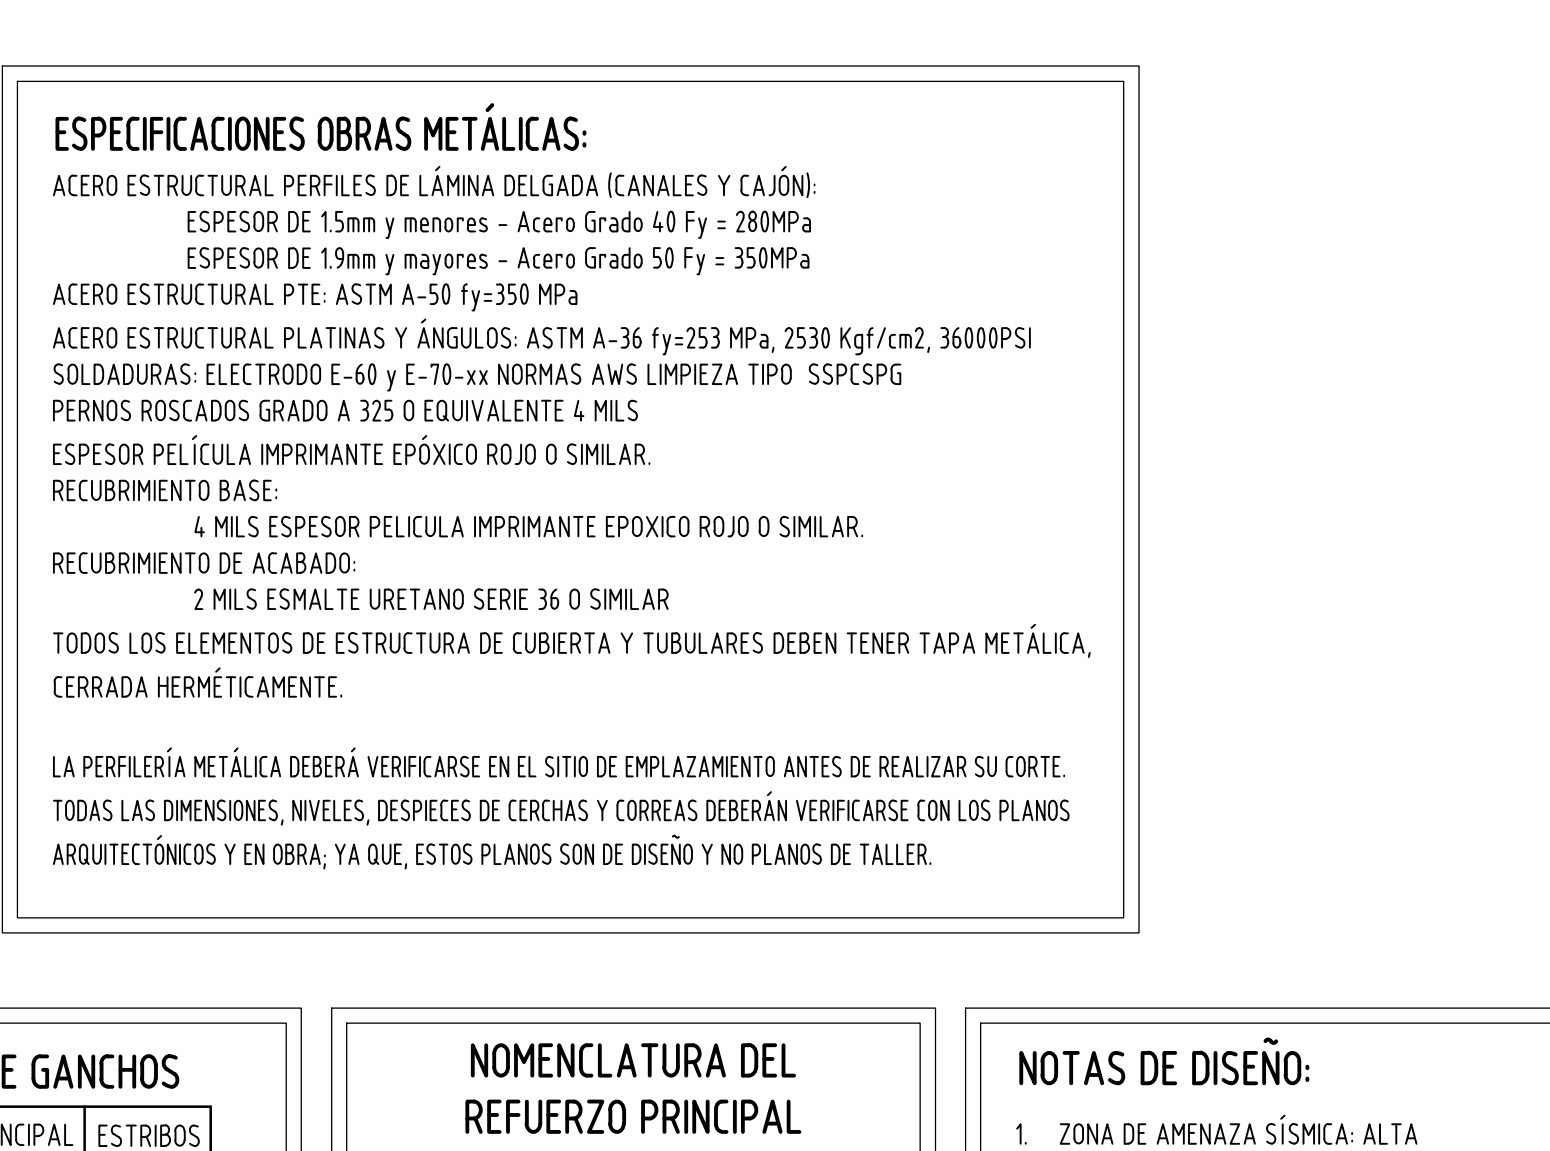 ESPECIFICACIONES OBRAS METÁLICAS:
ACERO ESTRUCTURAL PERFILES DE LÁMINA DELGADA (CANALES Y CAJÓN):
ESPESOR DE 1.5mm y menores - Acero Grado 40 Fy = 280MPa
ESPESOR DE 1.9mm y mayores - Acero Grado 50 Fy = 350MPa
ACERO ESTRUCTURAL PTE: ASTM A-50 fy=350 MPa
ACERO ESTRUCTURAL PLATINAS Y ÁNGULOS: ASTM A-36 fy=253 MPa, 2530 Kgf/cm2, 36000PSI
SOLDADURAS: ELECTRODO E-60 y E-70-xx NORMAS AWS LIMPIEZA TIPO  SSPCSPG
PERNOS ROSCADOS GRADO A 325 O EQUIVALENTE 4 MILS
ESPESOR PELÍCULA IMPRIMANTE EPÓXICO ROJO O SIMILAR.
RECUBRIMIENTO BASE:
4 MILS ESPESOR PELICULA IMPRIMANTE EPOXICO ROJO O SIMILAR.
RECUBRIMIENTO DE ACABADO:
2 MILS ESMALTE URETANO SERIE 36 O SIMILAR
TODOS LOS ELEMENTOS DE ESTRUCTURA DE CUBIERTA Y TUBULARES DEBEN TENER TAPA METÁLICA,
CERRADA HERMÉTICAMENTE.
LA PERFILERÍA METÁLICA DEBERÁ VERIFICARSE EN EL SITIO DE EMPLAZAMIENTO ANTES DE REALIZAR SU CORTE.
TODAS LAS DIMENSIONES, NIVELES, DESPIECES DE CERCHAS Y CORREAS DEBERÁN VERIFICARSE CON LOS PLANOS
ARQUITECTÓNICOS Y EN OBRA; YA QUE, ESTOS PLANOS SON DE DISEÑO Y NO PLANOS DE TALLER.
E GANCHOS
NCIPAL ESTRIBOS
NOMENCLATURA DEL
REFUERZO PRINCIPAL
NOTAS DE DISEÑO:
1. ZONA DE AMENAZA SÍSMICA: ALTA